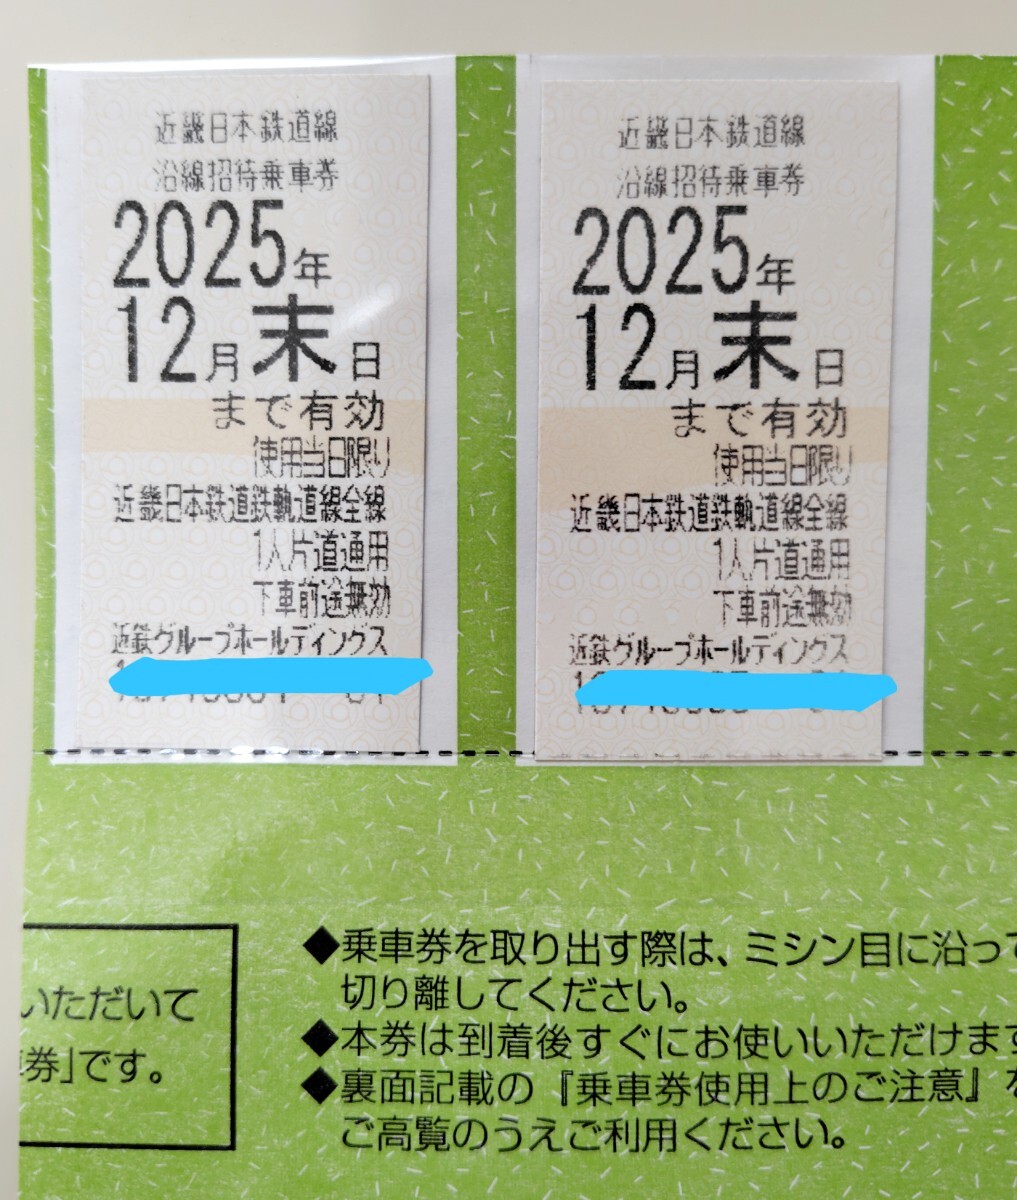 近畿日本鉄道線
沿線招待乗車券
2025年
12月末日
まで有効
使用当日限り
近畿日本鉄道鉄軌道線全線
1人片道通用
下車前途無効
近鉄グループホールディングス
近畿日本鉄道線
沿線招待乗車券
2025年
12月末日
まで有効
使用当日限り
近畿日本鉄道鉄軌道線全線
1人片道通用
下車前途無効
近鉄グループホールディングス
いただいて
券」です。
◆乗車券を取り出す際は、ミシン目に沿って
切り離してください。
◆本券は到着後すぐにお使いいただけます
◆裏面記載の『乗車券使用上のご注意』を
ご高覧のうえご利用ください。